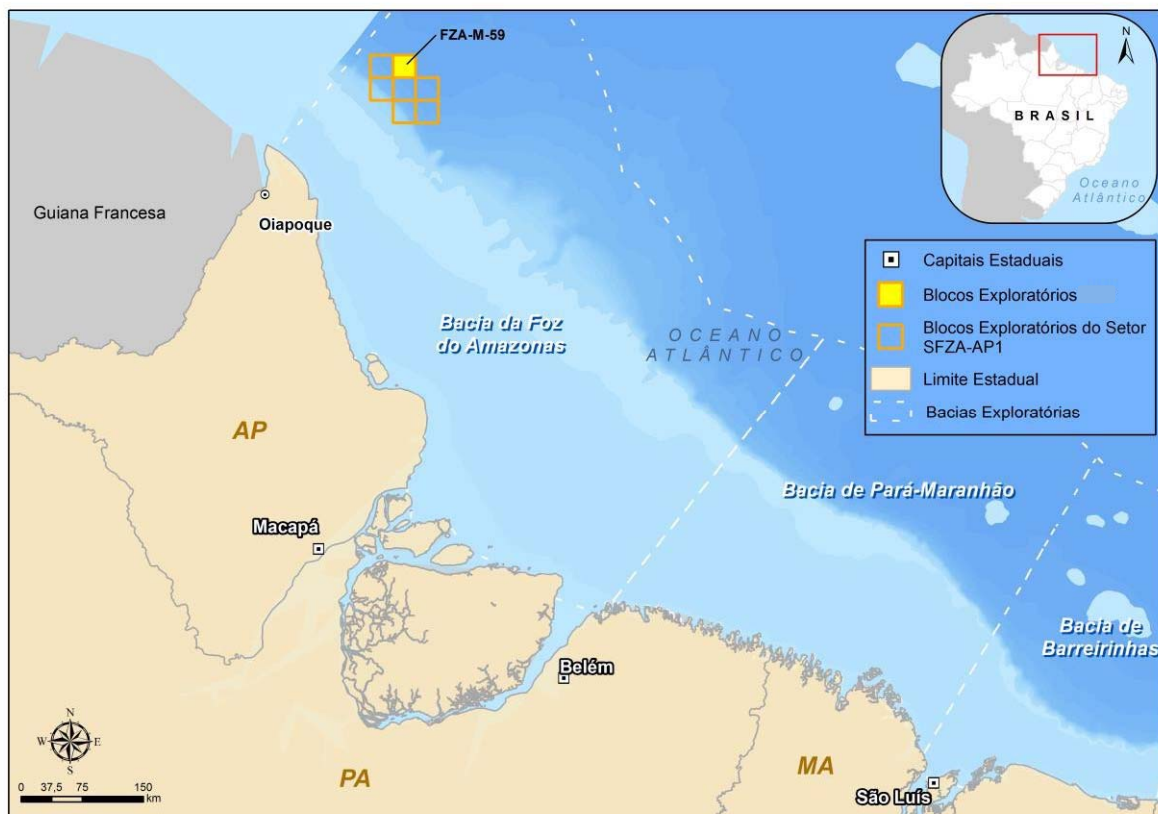 FZA-M-59
N
BRASIL
Oceano
Atlântico
Guiana Francesa
Oiapoque
Capitais Estaduais
Blocos Exploratórios
Blocos Exploratórios do Setor
SFZA-AP1
Limite Estadual
Bacias Exploratórias
Bacia da Foz
do Amazonas
OCEANO
ATLÂNTICO
AP
Bacia de Pará-Maranhão
Macapá
Bacia de
Barreirinhas
Belém
N
W E
S
PA
MA
São Luís
0 37,5 75 150
km